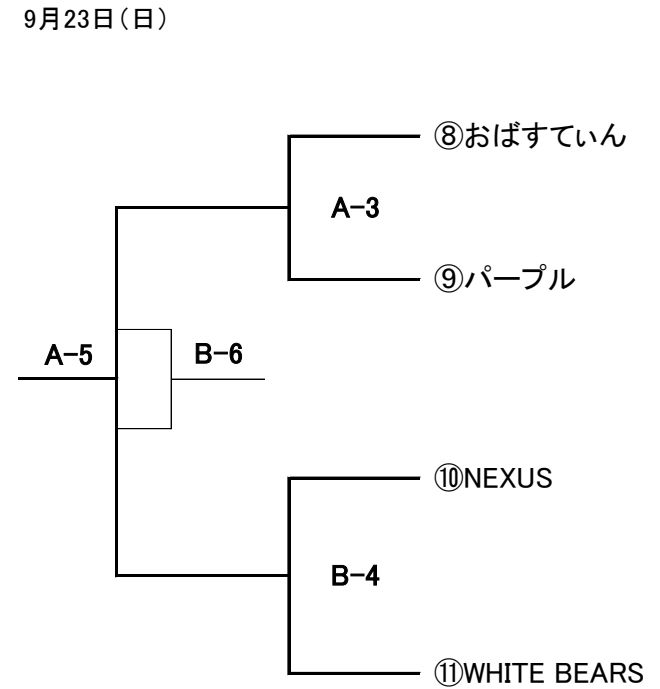 9月23日（日）
⑧おばすてぃん
A-3
⑨パープル
A-5
B-6
⑩NEXUS
B-4
⑪WHITE BEARS